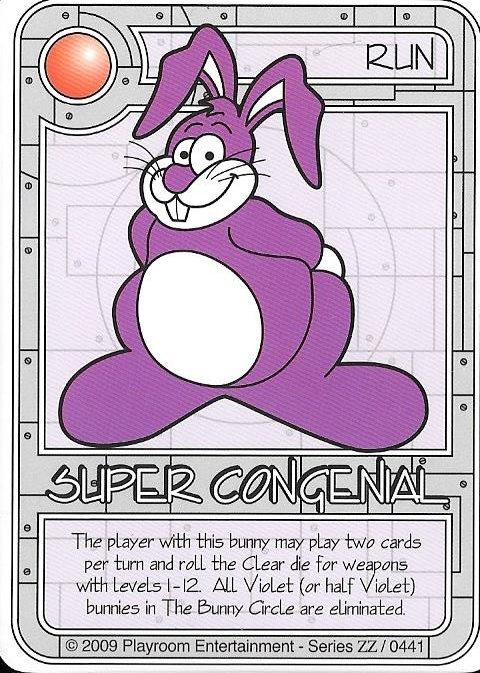 RUN
SUPER CONGENIAL
The player with this bunny may play two cards
per turn and roll the Clear die for weapons
with levels 1-12. All Violet (or half Violet)
bunnies in The Bunny Circle are eliminated.
© 2009 Playroom Entertainment - Series ZZ / 0441